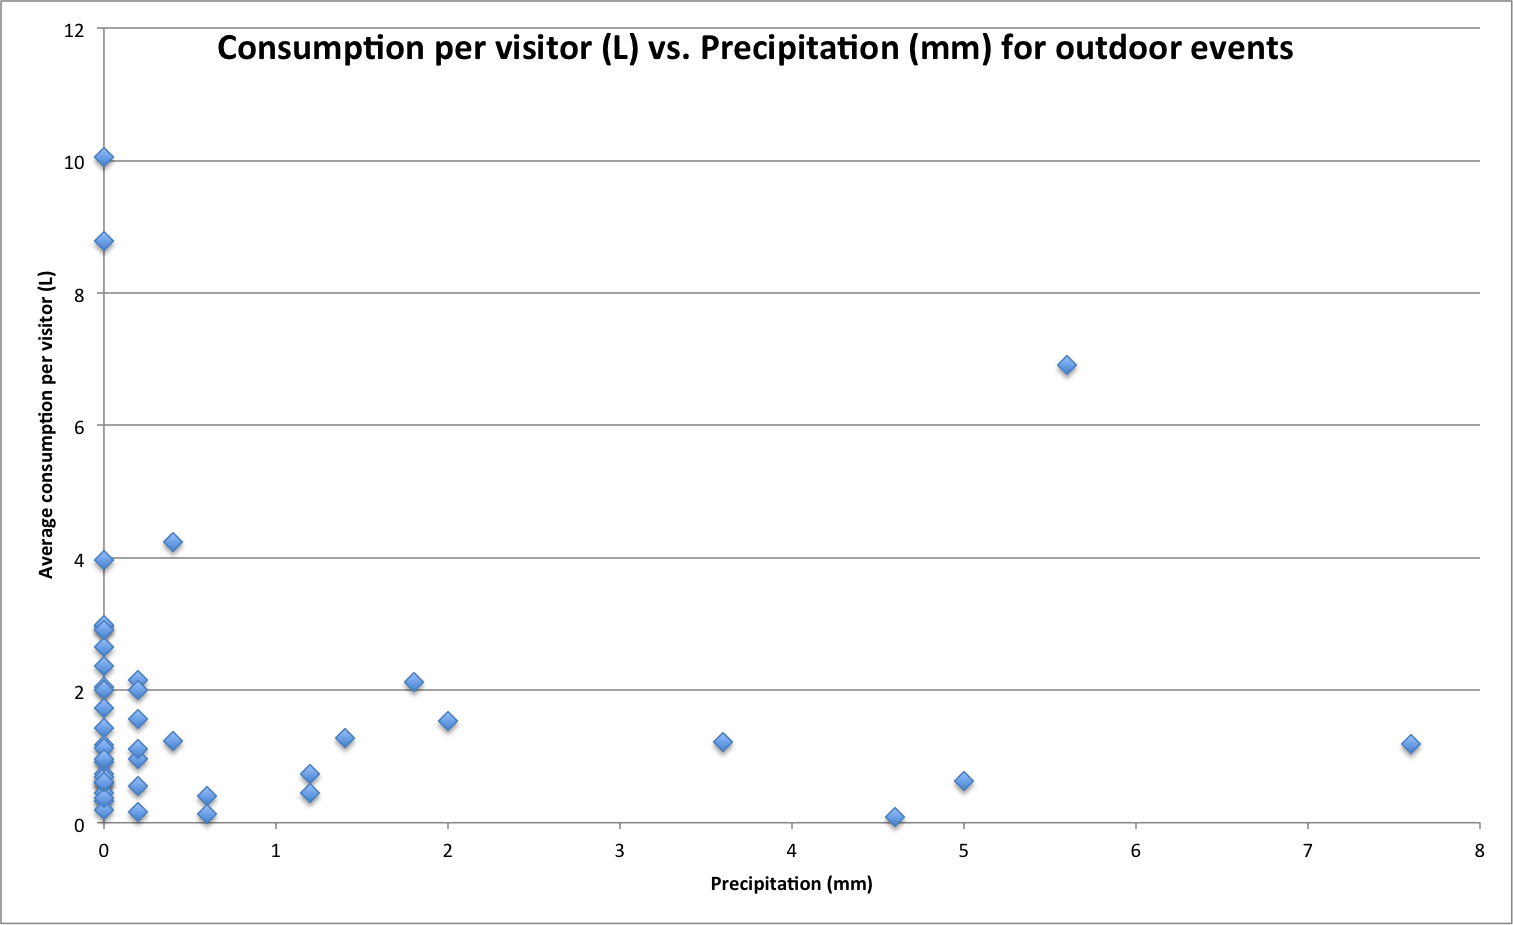 Consumption per visitor (L) vs. Precipitation (mm) for outdoor events
12
10
8
6
4
2
0
Average consumption per visitor (L)
0 1 2 3 4 5 6 7 8
Precipitation (mm)